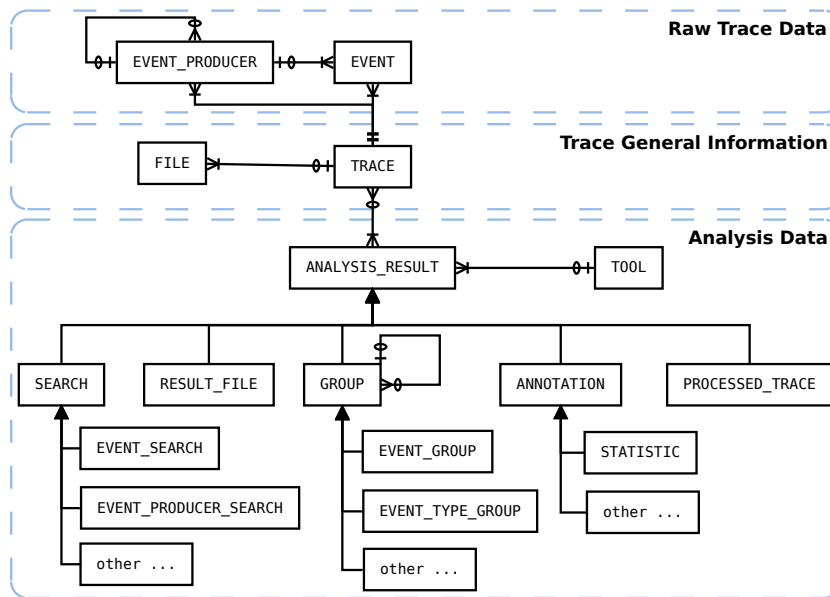 Raw Trace Data
EVENT_PRODUCER
EVENT
Trace General Information
FILE
TRACE
Analysis Data
ANALYSIS_RESULT
TOOL
SEARCH
RESULT_FILE
GROUP
ANNOTATION
PROCESSED_TRACE
EVENT_SEARCH
EVENT_GROUP
STATISTIC
EVENT_PRODUCER_SEARCH
EVENT_TYPE_GROUP
other ...
other ...
other ...